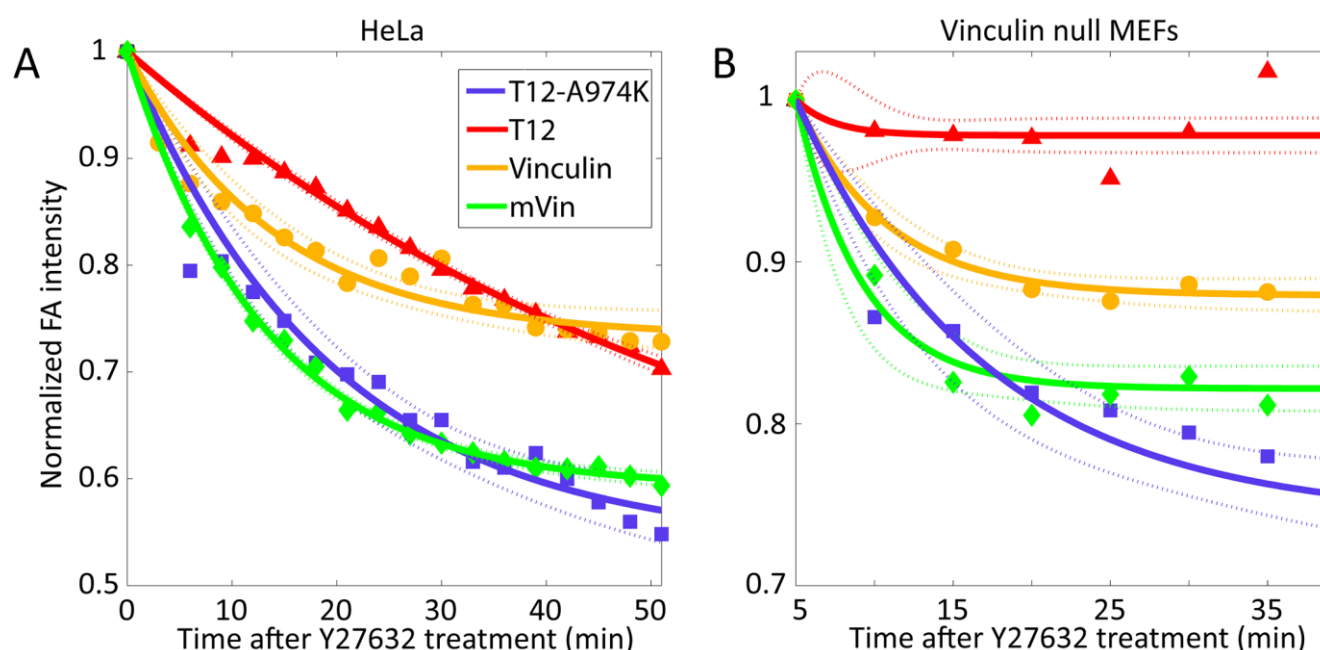 HeLa
Vinculin null MEFs
A
B
T12-A974K
T12
Vinculin
mVin
Normalized FA intensity
1
0.9
0.8
0.7
0.6
0.5
0
10
20
30
40
50
Time after Y27632 treatment (min)
1
0.9
0.8
0.7
5
15
25
35
Time after Y27632 treatment (min)